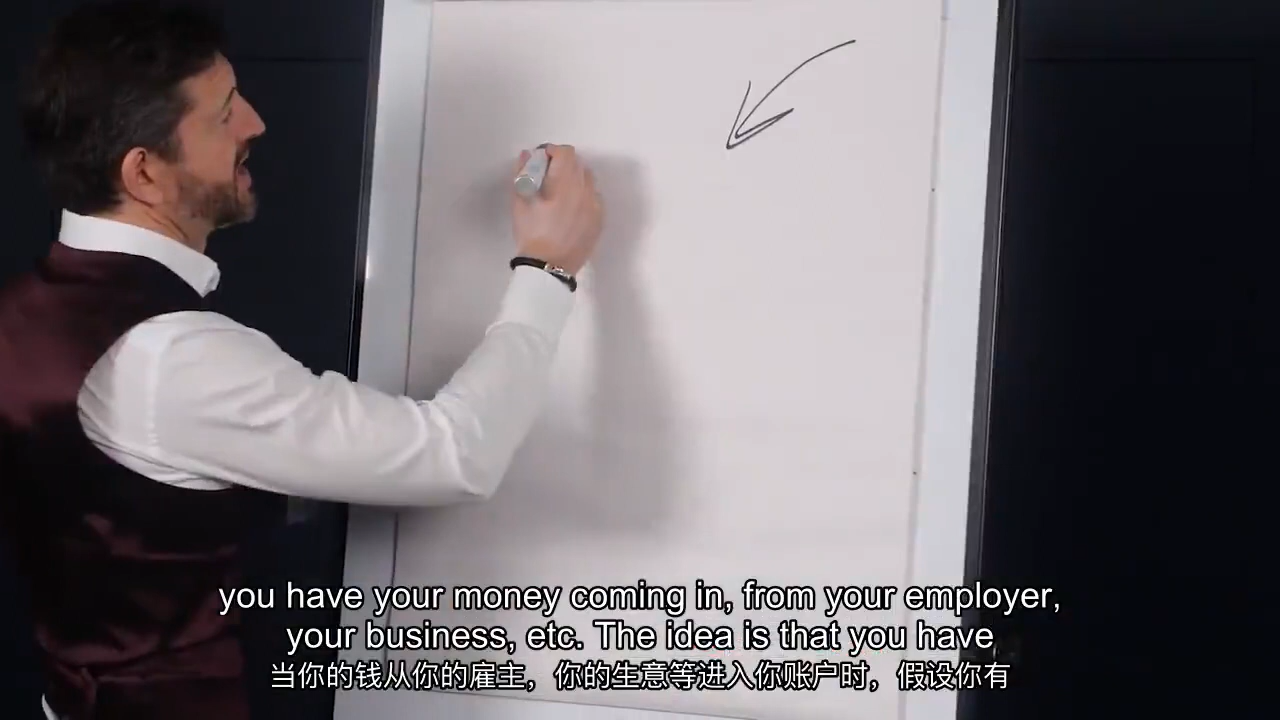 you have your money coming in, from your employer,
your business, etc. The idea is that you have
当你的钱从你的雇主，你的生意等进入你账户时，假设你有